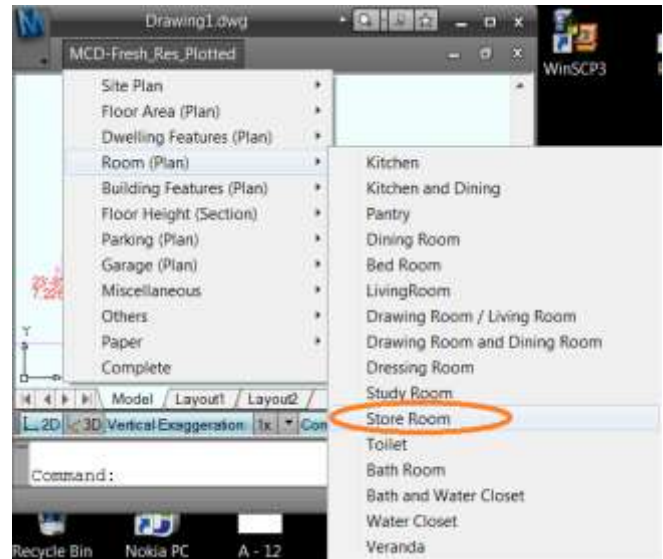 Drawing1.dwg
MCD-Fresh_Res_Plotted
WinSCP3
Site Plan
Floor Area (Plan)
Dwelling Features (Plan)
Room (Plan)
Building Features (Plan)
Floor Height (Section)
Parking (Plan)
Garage (Plan)
Miscellaneous
Others
Paper
Complete
Kitchen
Kitchen and Dining
Pantry
Dining Room
Bed Room
LivingRoom
Drawing Room / Living Room
Drawing Room and Dining Room
Dressing Room
Study Room
Store Room
Toilet
Bath Room
Bath and Water Closet
Water Closet
Veranda
Y
Model / Layout1 / Layout2 /
2D 3D Vertical Exaggeration 1x Con
Command:
Recycle Bin Nokia PC A - 12